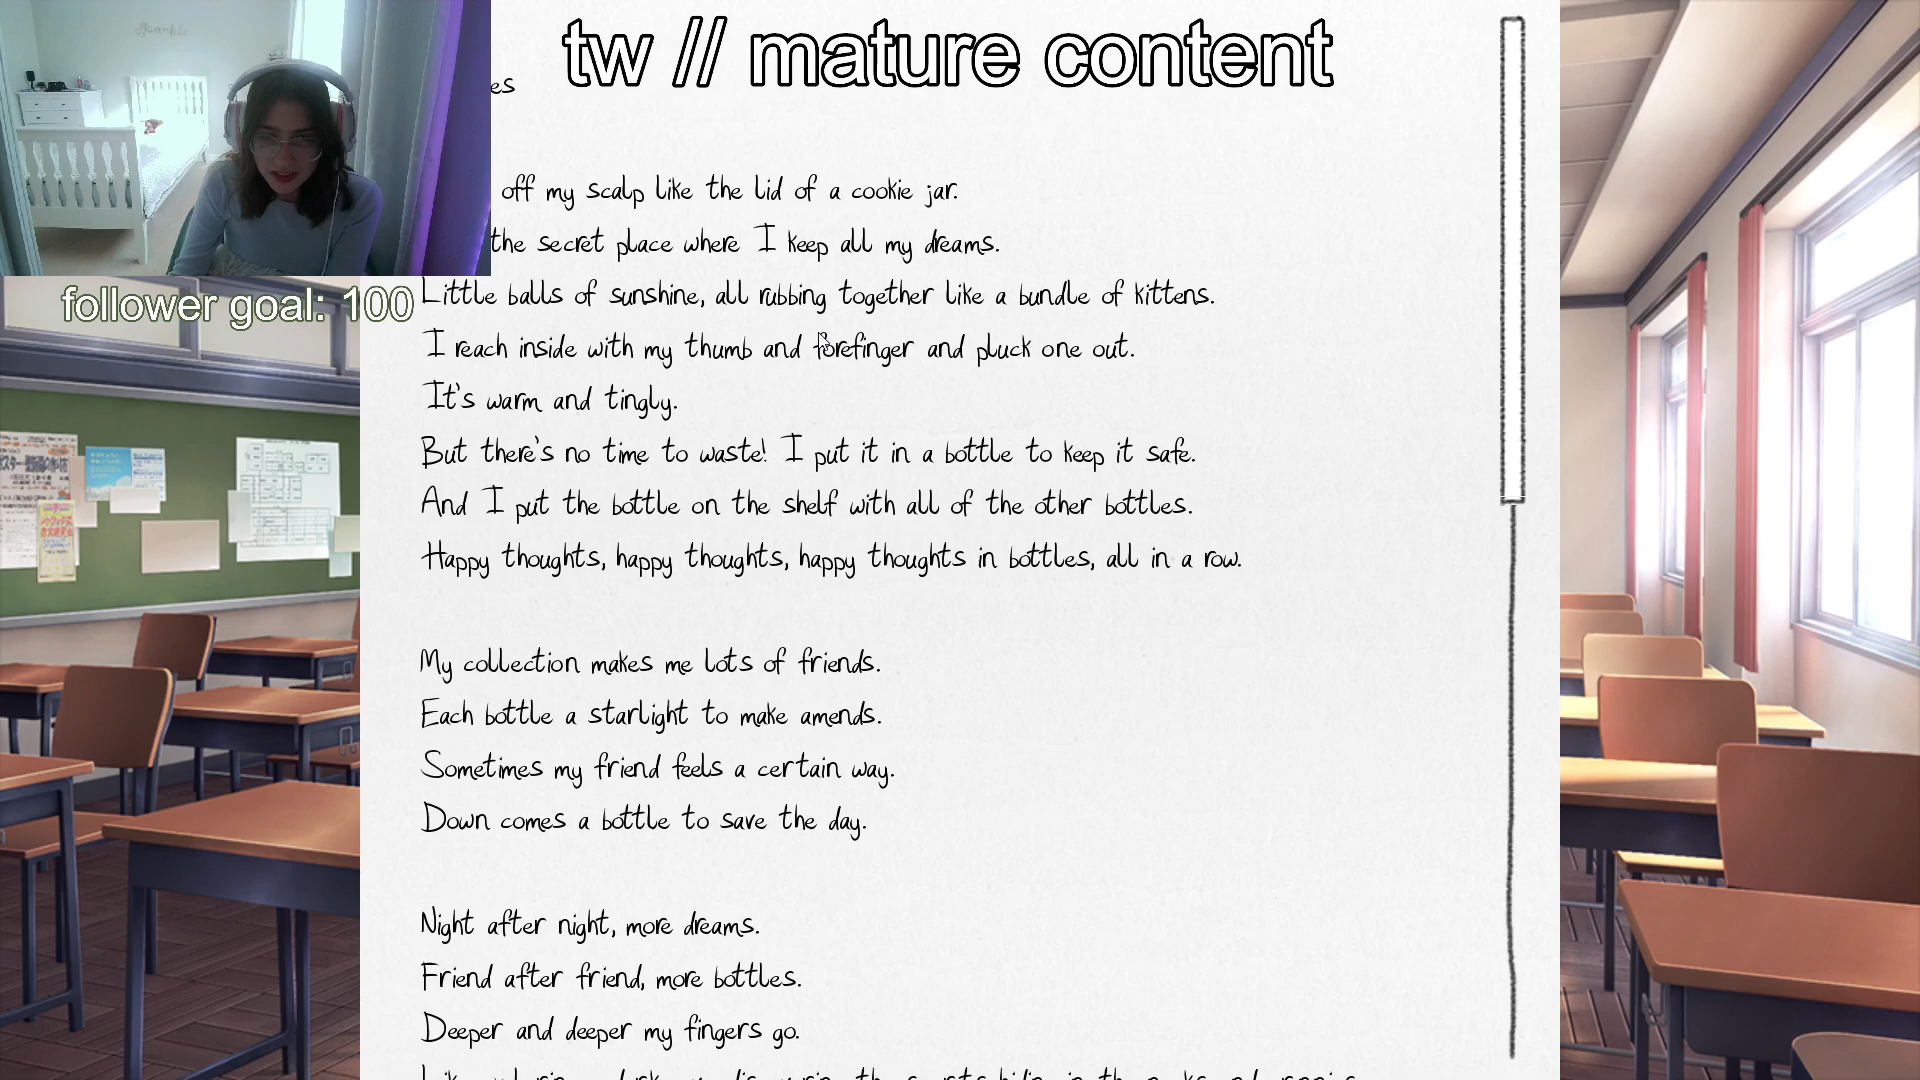 tw // mature content
es
off my scalp like the lid of a cookie jar.
the secret place where I keep all my dreams.
Little balls of sunshine, all rubbing together like a bundle of kittens.
I reach inside with my thumb and forefinger and pluck one out.
It's warm and tingly.
But there's no time to waste! I put it in a bottle to keep it safe.
And I put the bottle on the shelf with all of the other bottles.
Happy thoughts, happy thoughts, happy thoughts in bottles, all in a row.
My collection makes me lots of friends.
Each bottle a starlight to make amends.
Sometimes my friend feels a certain way.
Down comes a bottle to save the day.
Night after night, more dreams.
Friend after friend, more bottles.
Deeper and deeper my fingers go.
follower goal: 100